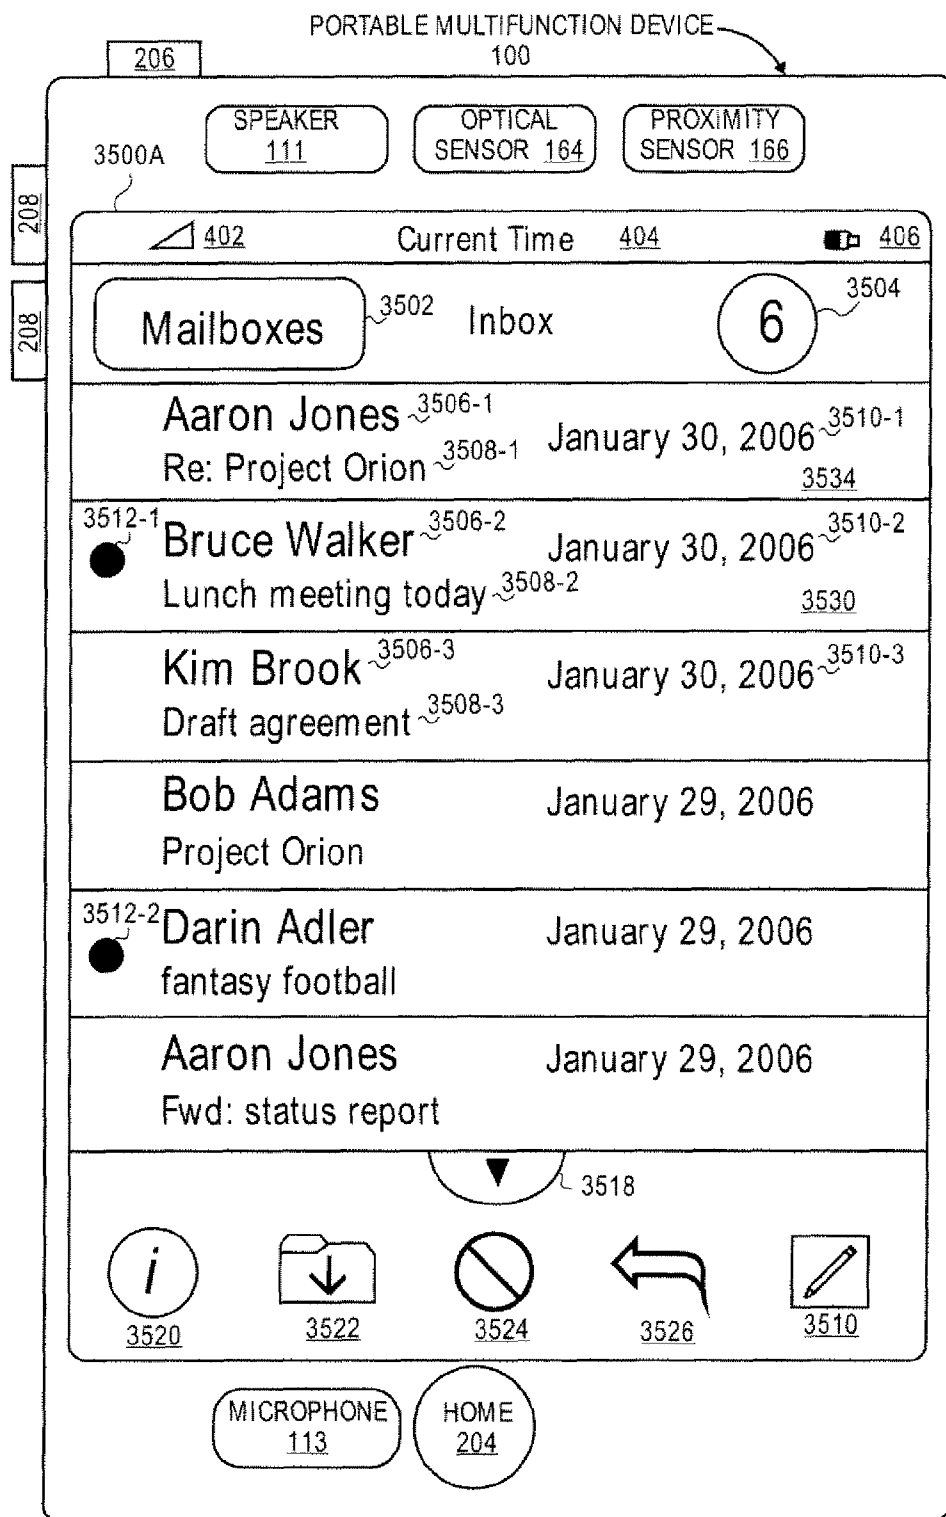 PORTABLE MULTIFUNCTION DEVICE
100
206
SPEAKER
111
OPTICAL
SENSOR 164
PROXIMITY
SENSOR 166
3500A
208
208
402
Current Time 404
406
Mailboxes 3502
Inbox
6 3504
Aaron Jones 3506-1
January 30, 2006 3510-1
Re: Project Orion 3508-1
3534
3512-1
Bruce Walker 3506-2
January 30, 2006 3510-2
Lunch meeting today 3508-2
3530
Kim Brook 3506-3
January 30, 2006 3510-3
Draft agreement 3508-3
Bob Adams
January 29, 2006
Project Orion
3512-2
Darin Adler
January 29, 2006
fantasy football
Aaron Jones
January 29, 2006
Fwd: status report
3518
i
3520
3522
3524
3526
3510
MICROPHONE
113
HOME
204